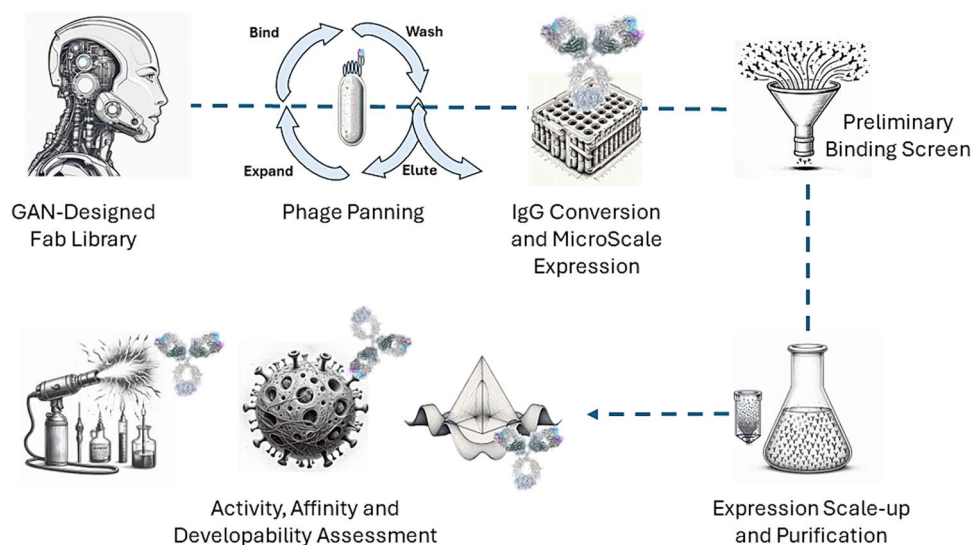 Bind
Wash
Expand
Elute
GAN-Designed
Fab Library
Phage Panning
IgG Conversion
and MicroScale
Expression
Preliminary
Binding Screen
Activity, Affinity and
Developability Assessment
Expression Scale-up
and Purification